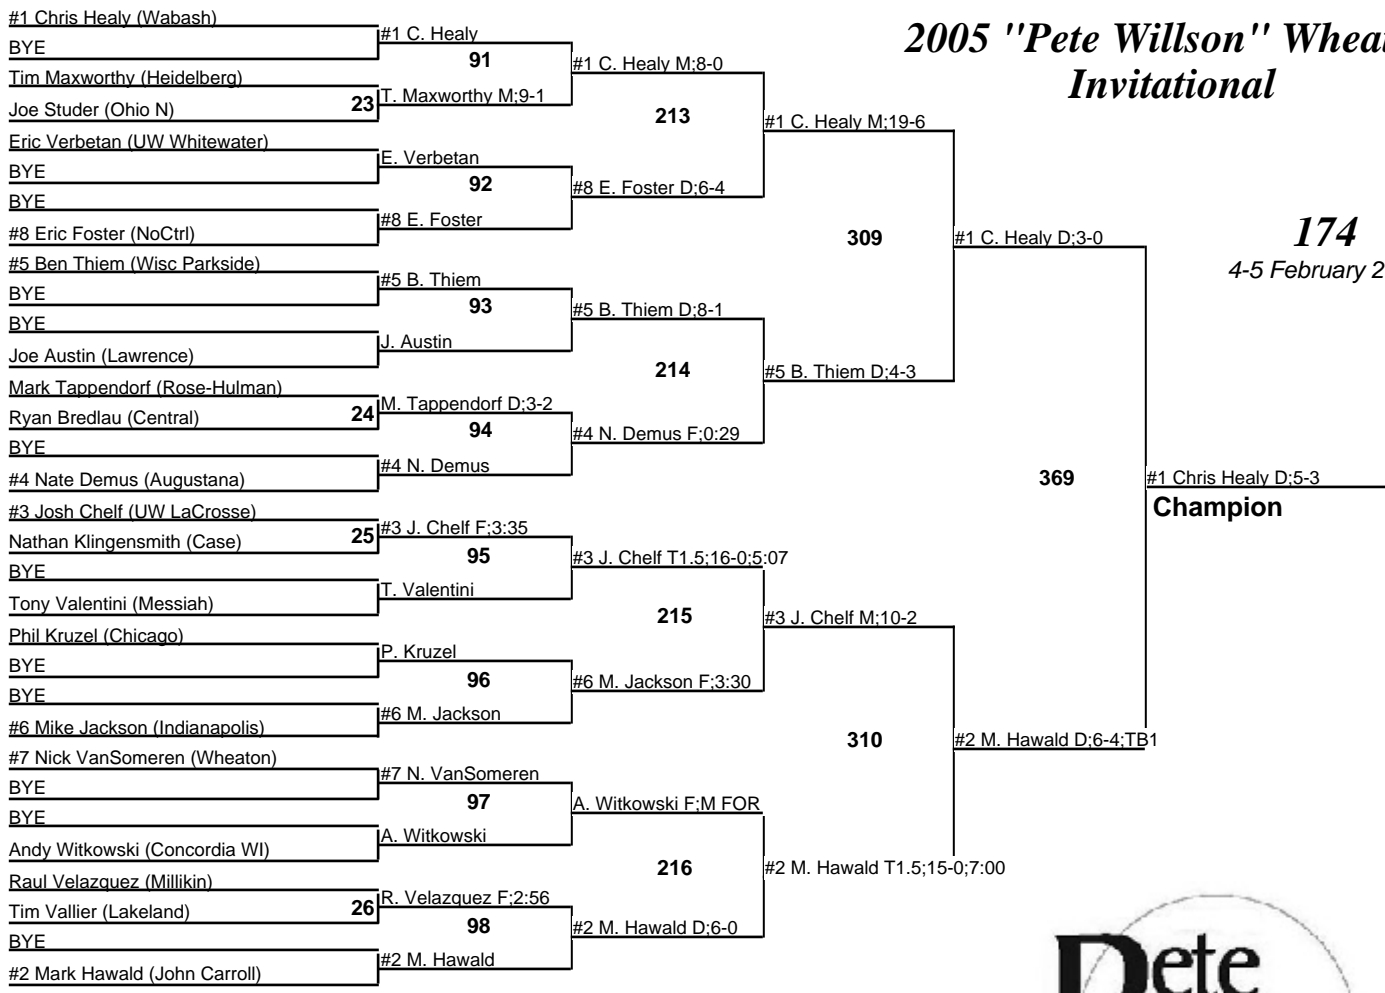 2005 "Pete Willson" Wheat
Invitational
174
4-5 February 2
#1 Chris Healy (Wabash)
BYE
Tim Maxworthy (Heidelberg)
Joe Studer (Ohio N)
Eric Verbetan (UW Whitewater)
BYE
BYE
#8 Eric Foster (NoCtrl)
#5 Ben Thiem (Wisc Parkside)
BYE
BYE
Joe Austin (Lawrence)
Mark Tappendorf (Rose-Hulman)
Ryan Bredlau (Central)
BYE
#4 Nate Demus (Augustana)
#3 Josh Chelf (UW LaCrosse)
Nathan Klingensmith (Case)
BYE
Tony Valentini (Messiah)
Phil Kruzel (Chicago)
BYE
BYE
#6 Mike Jackson (Indianapolis)
#7 Nick VanSomeren (Wheaton)
BYE
BYE
Andy Witkowski (Concordia WI)
Raul Velazquez (Millikin)
Tim Vallier (Lakeland)
BYE
#2 Mark Hawald (John Carroll)
23
24
25
26
#1 C. Healy
91
T. Maxworthy M;9-1
E. Verbetan
92
#8 E. Foster
#5 B. Thiem
93
J. Austin
M. Tappendorf D;3-2
94
#4 N. Demus
#3 J. Chelf F;3:35
95
T. Valentini
P. Kruzel
96
#6 M. Jackson
#7 N. VanSomeren
97
A. Witkowski
R. Velazquez F;2:56
98
#2 M. Hawald
#1 C. Healy M;8-0
213
#8 E. Foster D;6-4
#5 B. Thiem D;8-1
214
#4 N. Demus F;0:29
#3 J. Chelf T1.5;16-0;5:07
215
#6 M. Jackson F;3:30
A. Witkowski F;M FOR
216
#2 M. Hawald D;6-0
#1 C. Healy M;19-6
309
#5 B. Thiem D;4-3
#3 J. Chelf M;10-2
310
#2 M. Hawald T1.5;15-0;7:00
#1 C. Healy D;3-0
369
#2 M. Hawald D;6-4;TB1
#1 Chris Healy D;5-3
Champion
Pete